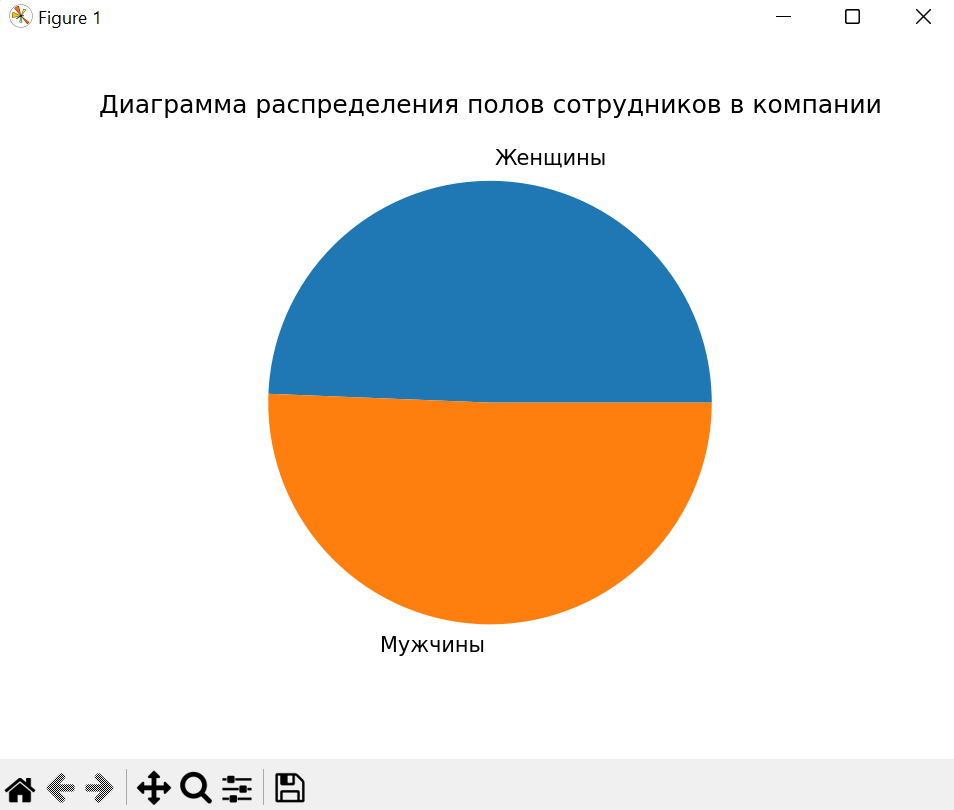 Figure 1
Диаграмма распределения полов сотрудников в компании
Женщины
Мужчины